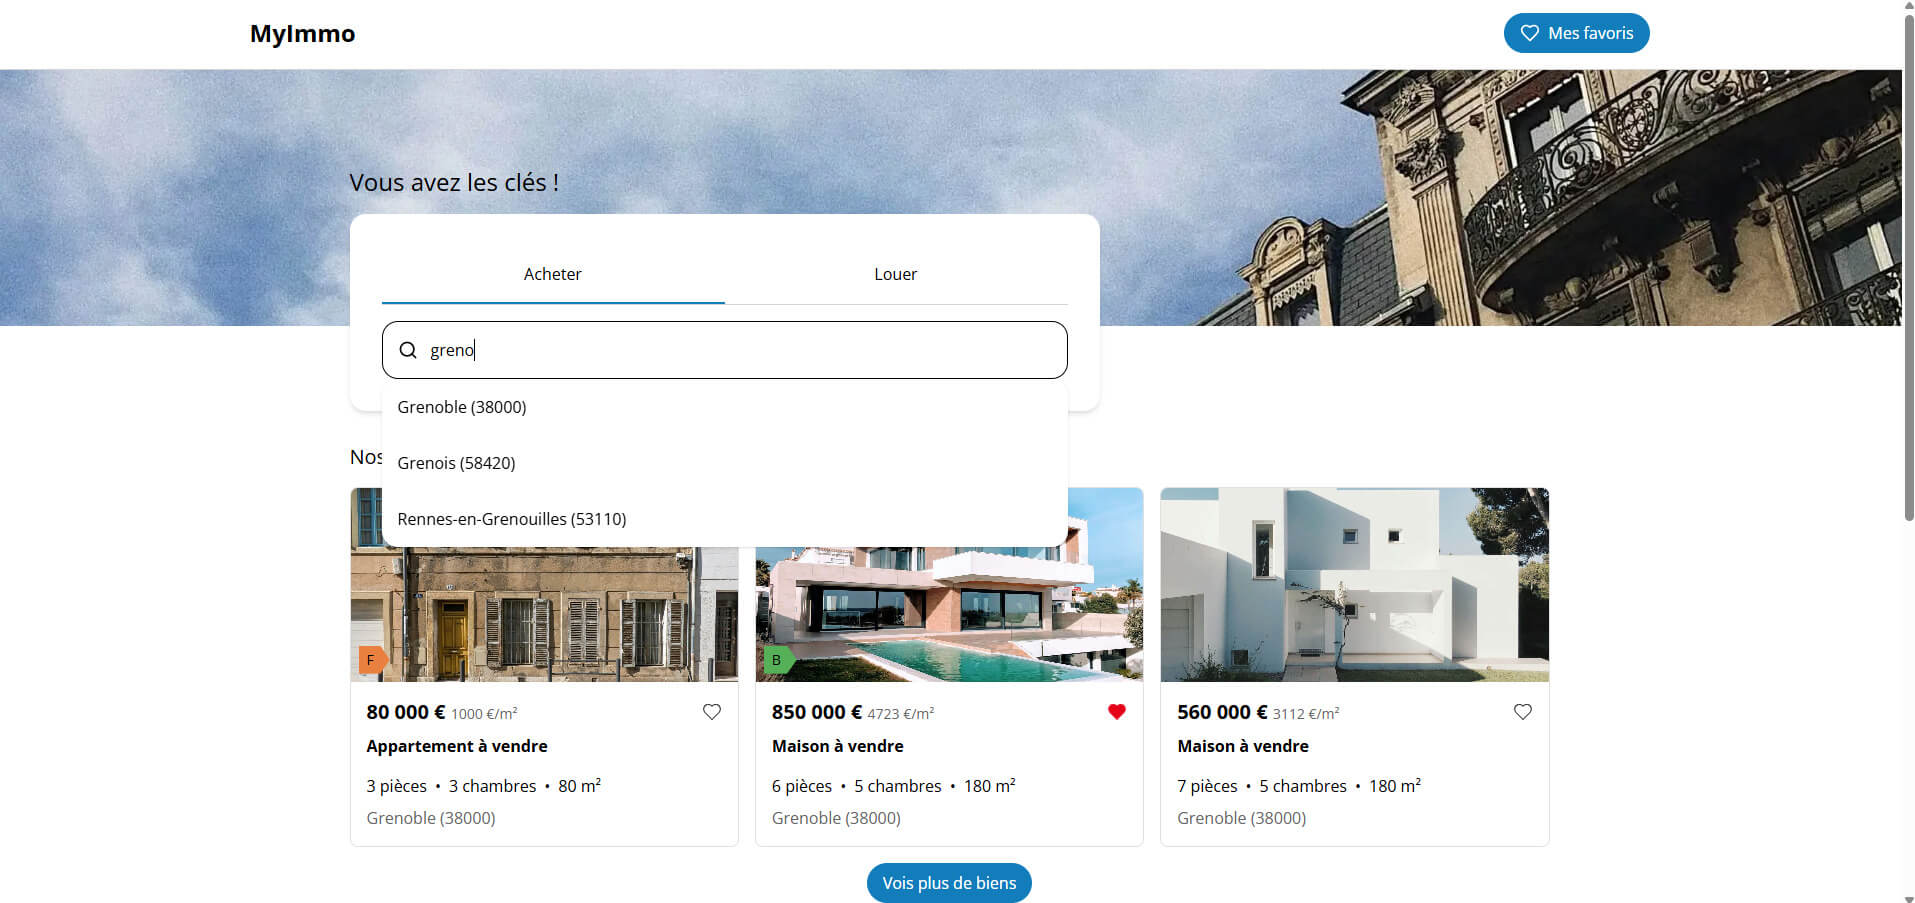 MyImmo
Mes favoris
Vous avez les clés !
Acheter
Louer
greno
Grenoble (38000)
Grenois (58420)
Rennes-en-Grenouilles (53110)
Nos
F
B
80 000 € 1000 €/m²
850 000 € 4723 €/m²
560 000 € 3112 €/m²
Appartement à vendre
Maison à vendre
Maison à vendre
3 pièces • 3 chambres • 80 m²
6 pièces • 5 chambres • 180 m²
7 pièces • 5 chambres • 180 m²
Grenoble (38000)
Grenoble (38000)
Grenoble (38000)
Vois plus de biens